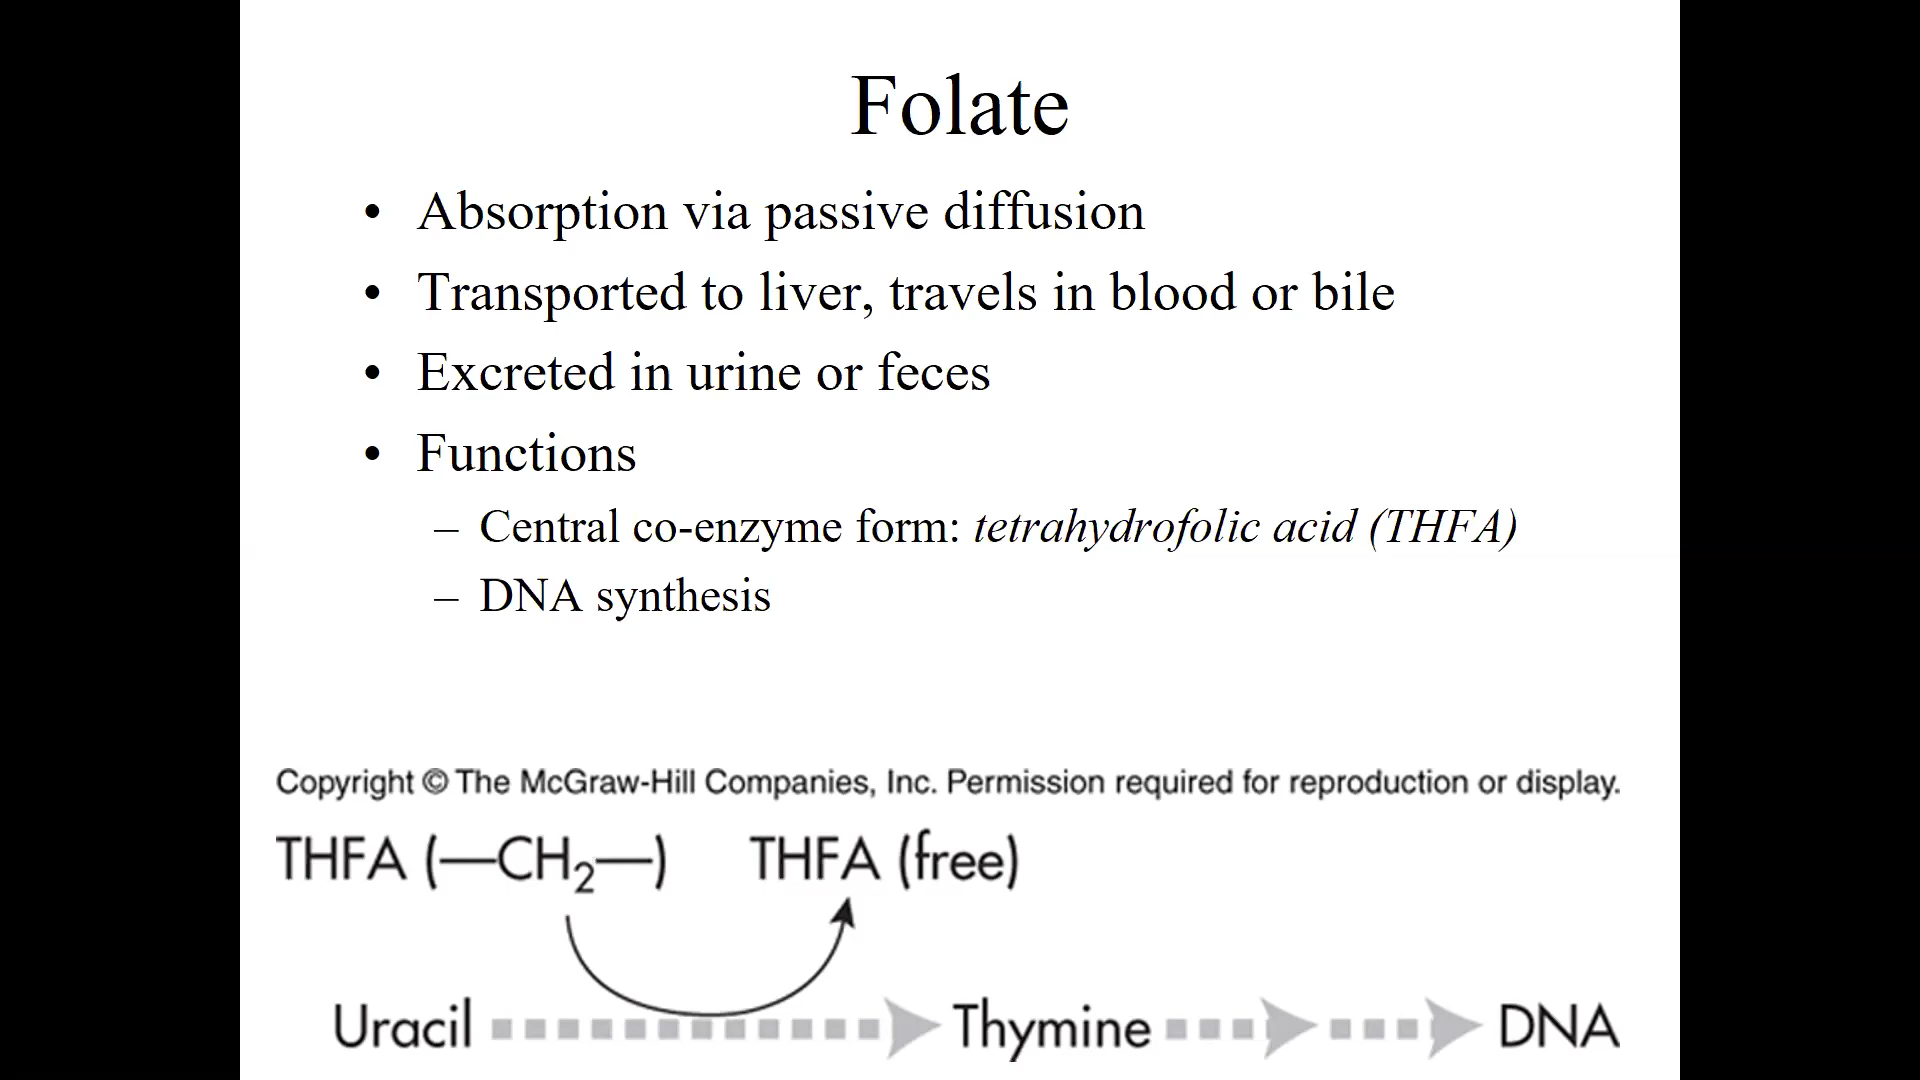 Folate
• Absorption via passive diffusion
• Transported to liver, travels in blood or bile
• Excreted in urine or feces
• Functions
– Central co-enzyme form: tetrahydrofolic acid (THFA)
– DNA synthesis
Copyright © The McGraw-Hill Companies, Inc. Permission required for reproduction or display.
THFA (—CH₂—) THFA (free)
Uracil Thymine DNA